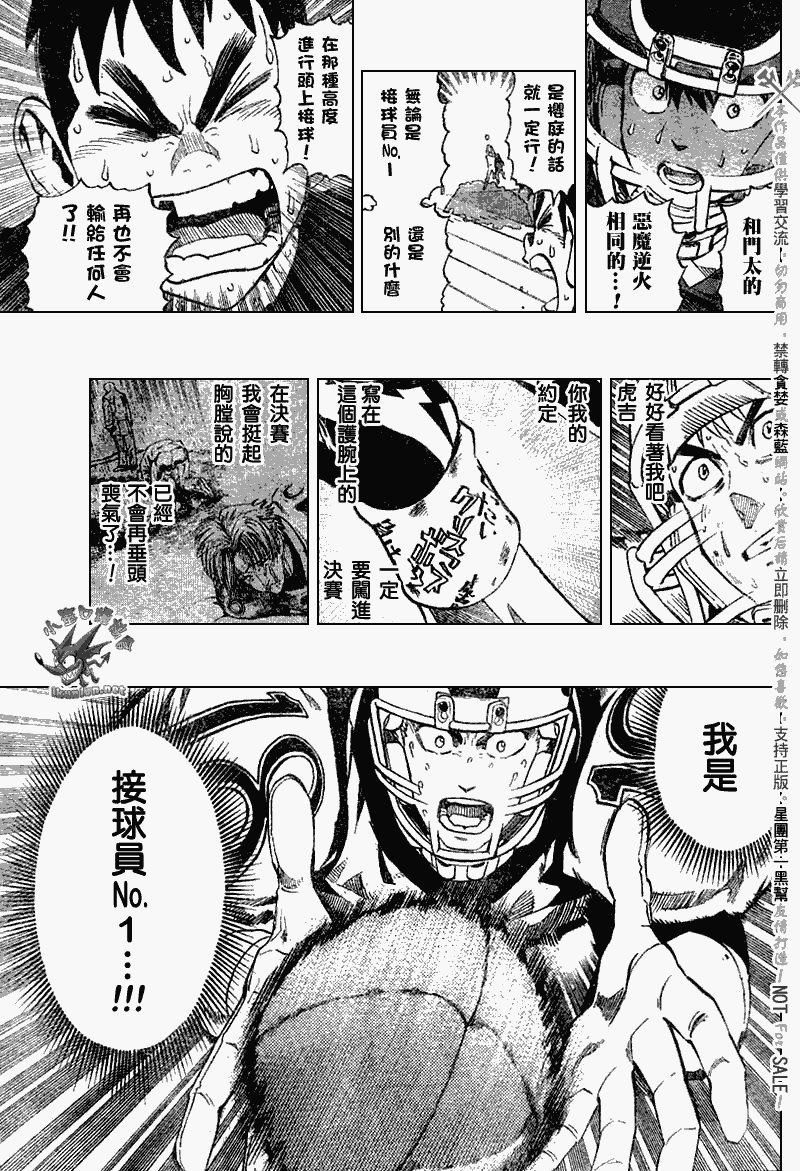 和門太的
惡魔逆火
相同的…!
是櫻庭的話
就一定行!
無論是
接球員No.1
還是
別的什麼
在那種高度
進行頭上接球!
再也不會
輸給任何人
了!!
好好看著我吧
虎吉
你我的
約定
寫在
這個護腕上的
一定
要闖進
決賽
在決賽
我會挺起
胸膛說的
已經
不會再垂頭
喪氣了…!
我是
接球員
No.
1…!!!
本作品僅供學習交流!切勿商用.禁轉貪婪或森藍網站。欣賞后請立即刪除.如您喜歡!支持正版。星團第一黑幫友情打造!NOT For SALE!